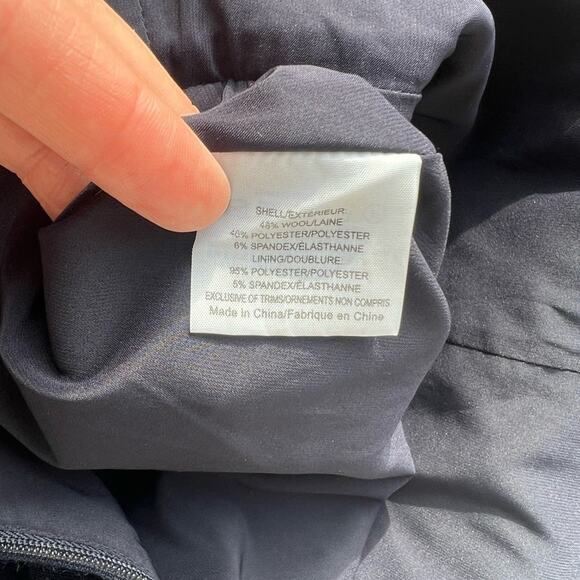 SHELL/EXTÉRIEUR:
48% WOOL/LAINE
46% POLYESTER/POLYESTER
6% SPANDEX/ÉLASTHANNE
LINING/DOUBLURE:
95% POLYESTER/POLYESTER
5% SPANDEX/ÉLASTHANNE
EXCLUSIVE OF TRIMS/ORNEMENTS NON COMPRIS
Made in China/Fabrique en Chine